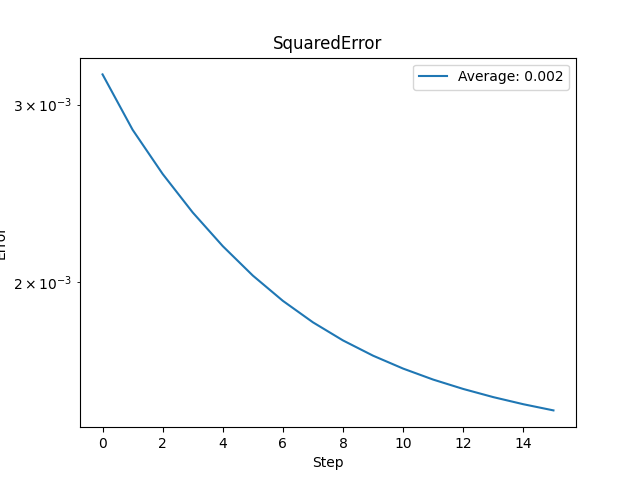 SquaredError
Average: 0.002
3 × 10⁻³
2 × 10⁻³
Error
0 2 4 6 8 10 12 14
Step